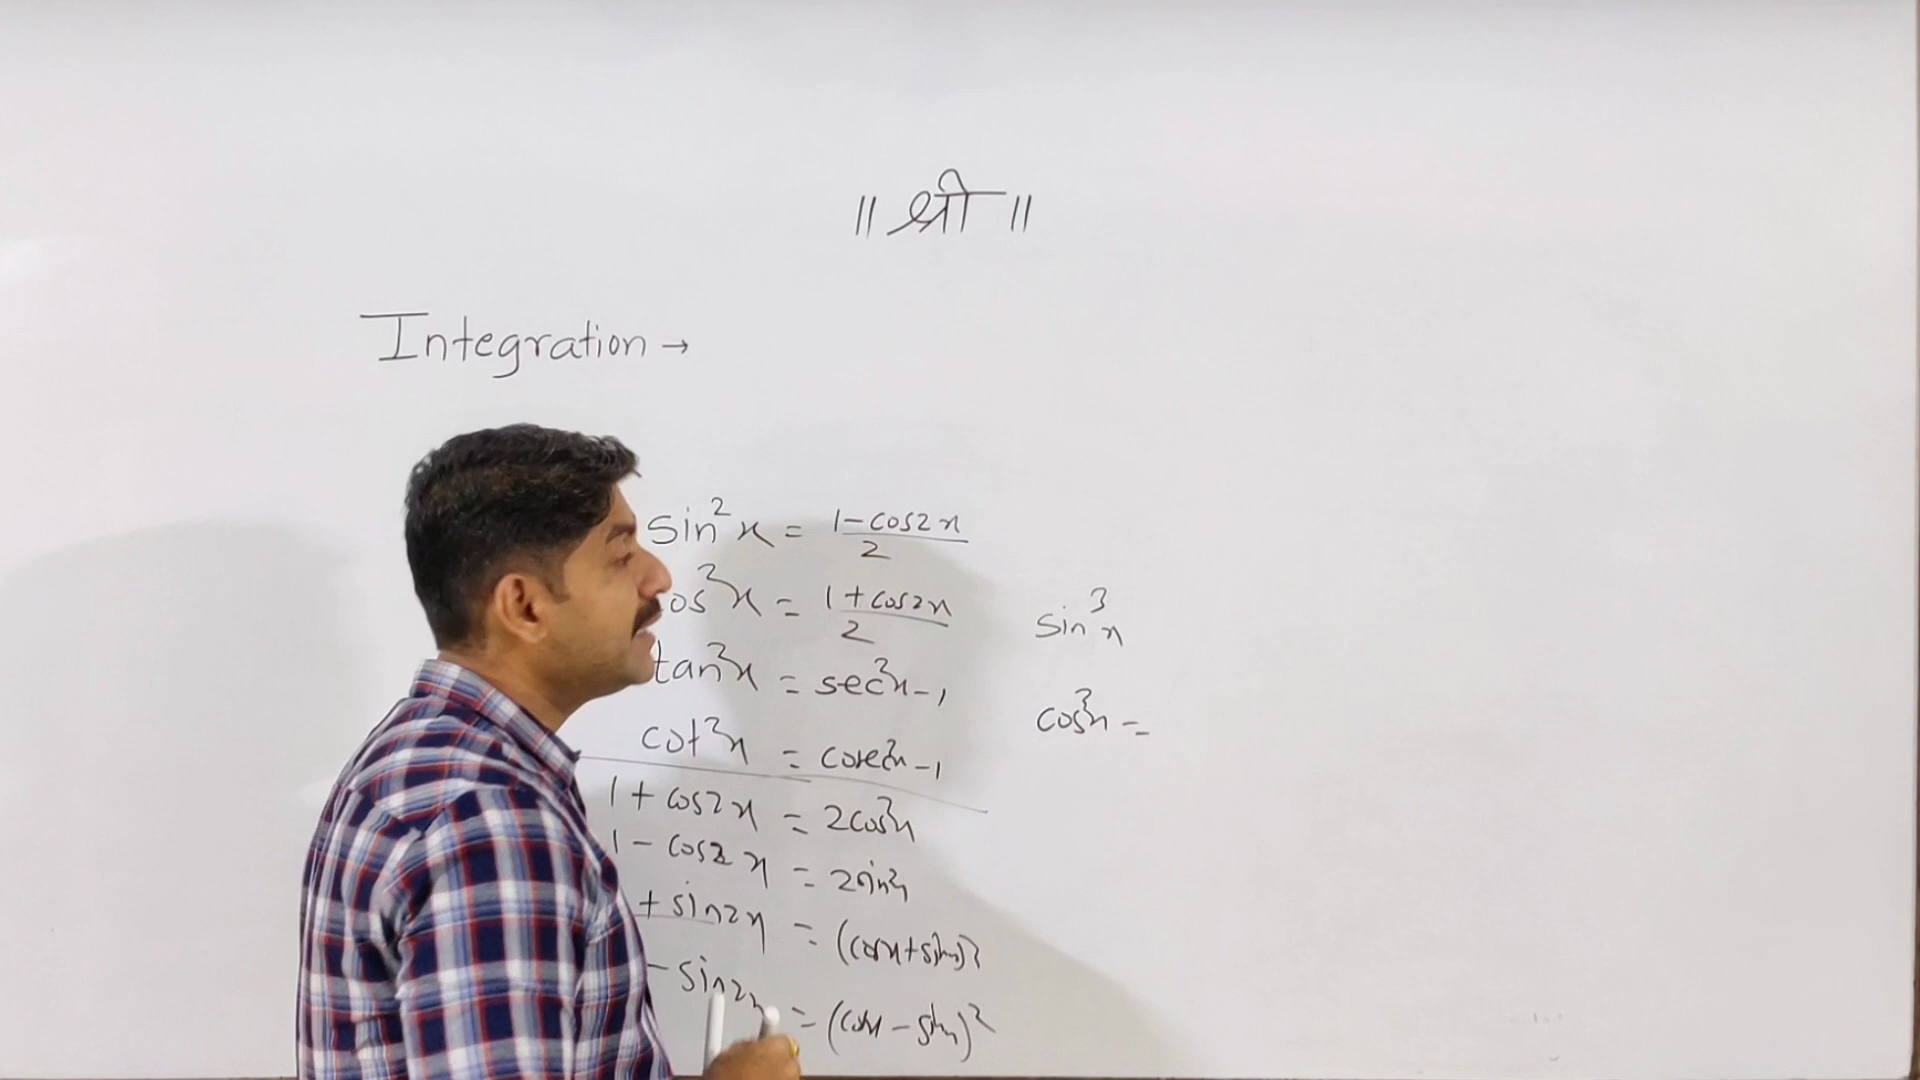 ॥ श्री ॥
Integration →
sin²x = 1-cos2x / 2
os²x = 1+cos2x / 2
tan²x = sec²x-1
cot²x = cosec²x-1
1+cos2x = 2cos²x
1-cos2x = 2sin²x
+sin2x = (cosx+sinx)²
-sin2x = (cosx-sinx)²
sin³x
cos³x =